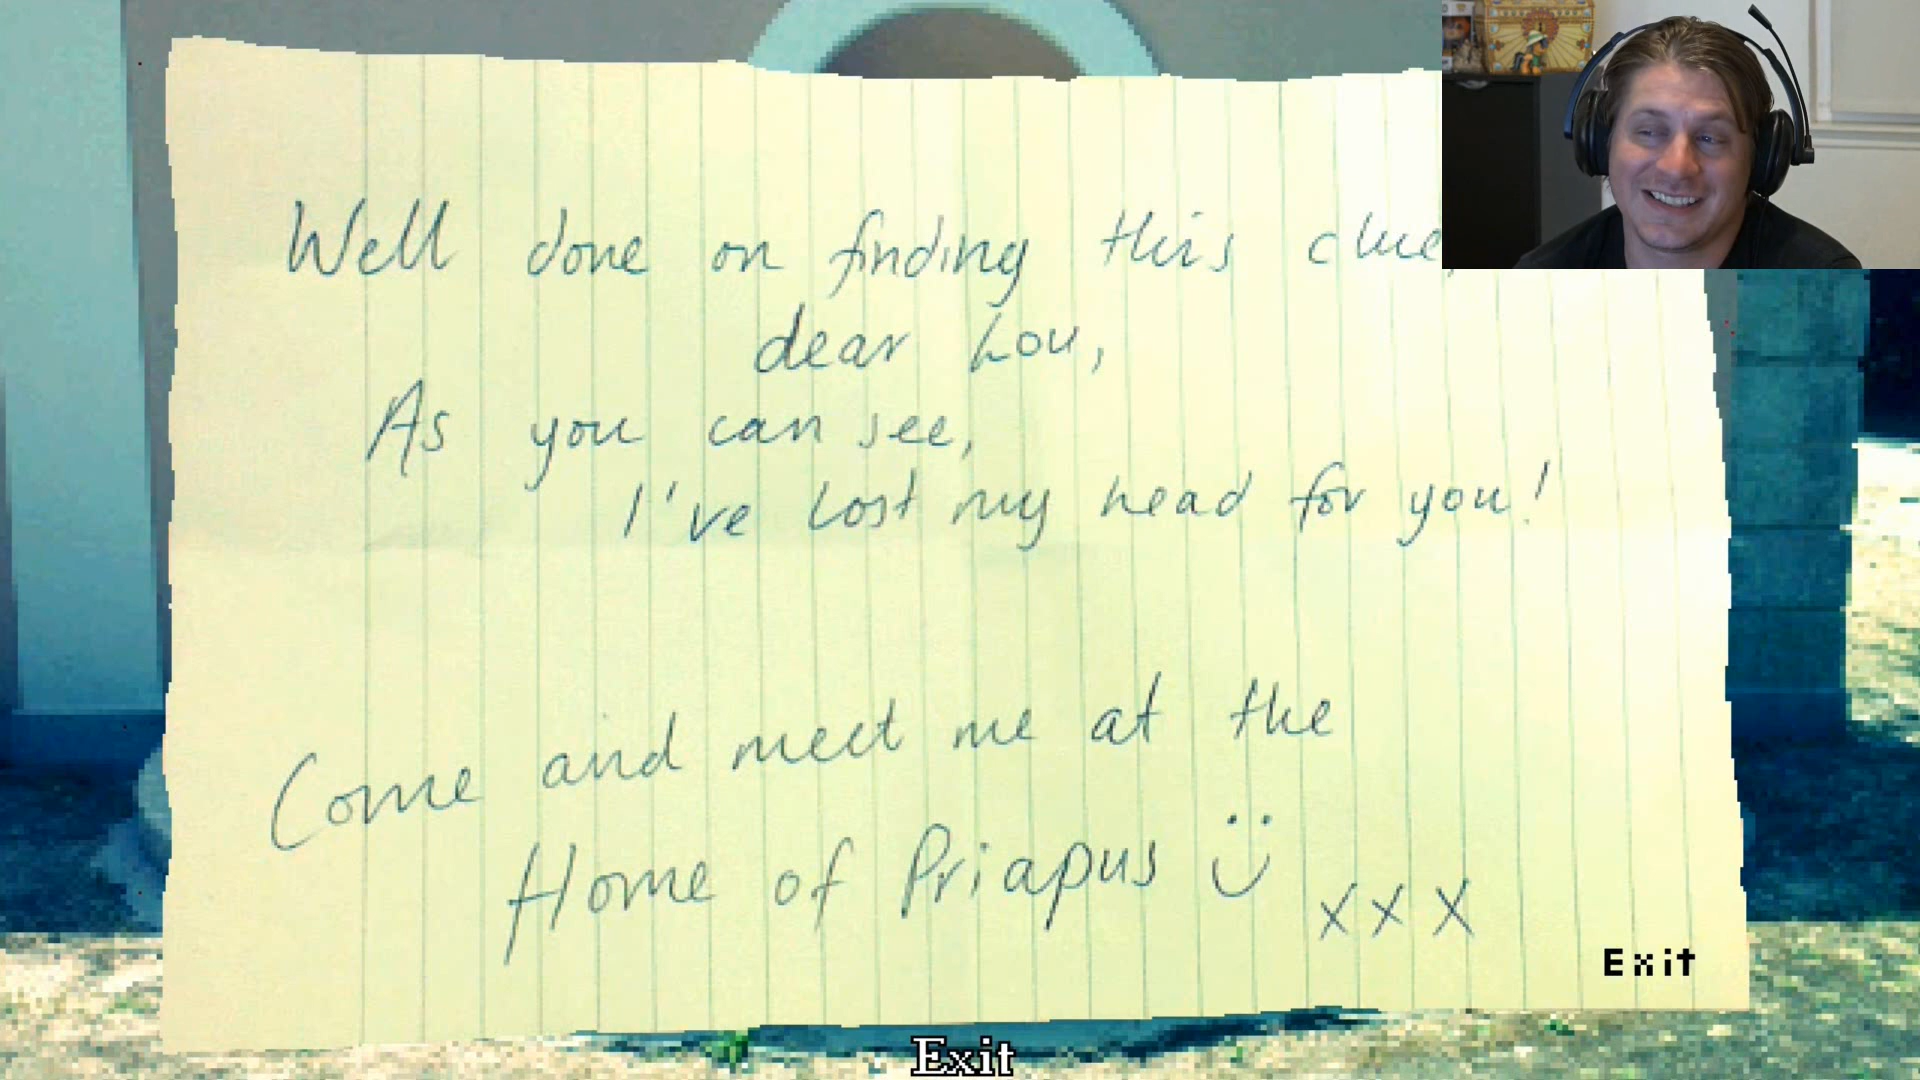 Well done on finding this clue,
dear Lou,
As you can see,
I've lost my head for you!
Come and meet me at the
Home of Priapus :) xxx
Exit
Exit